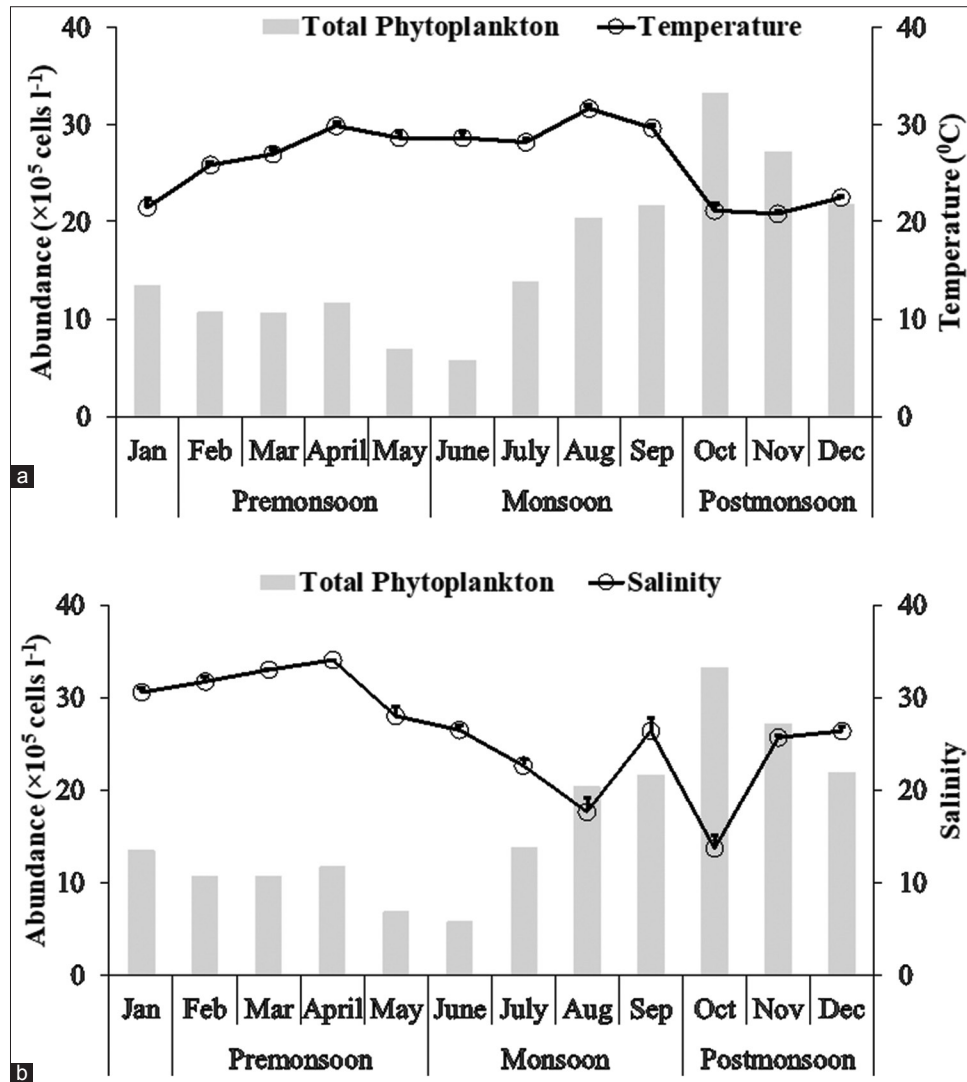 Total Phytoplankton Temperature
Abundance (×10⁵ cells l⁻¹)
40 40
30 30
20 20
10 10
0 0
Temperature (⁰C)
Jan Feb Mar April May June July Aug Sep Oct Nov Dec
Premonsoon Monsoon Postmonsoon
a
Total Phytoplankton Salinity
Abundance (×10⁵ cells l⁻¹)
40 40
30 30
20 20
10 10
0 0
Salinity
Jan Feb Mar April May June July Aug Sep Oct Nov Dec
Premonsoon Monsoon Postmonsoon
b